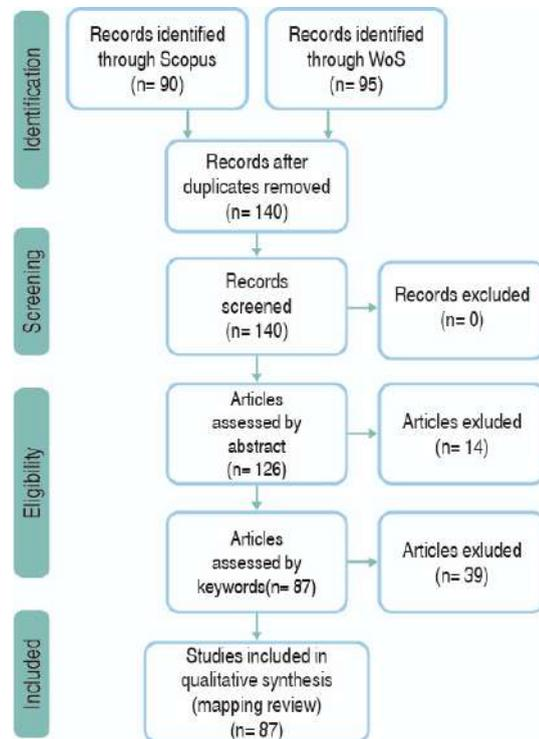 Identification
Records identified
through Scopus
(n= 90)
Records identified
through WoS
(n= 95)
Records after
duplicates removed
(n= 140)
Screening
Records
screened
(n= 140)
Records excluded
(n= 0)
Eligibility
Articles
assessed by
abstract
(n= 126)
Articles exluded
(n= 14)
Articles
assessed by
keywords(n= 87)
Articles exluded
(n= 39)
Included
Studies included in
qualitative synthesis
(mapping review)
(n= 87)